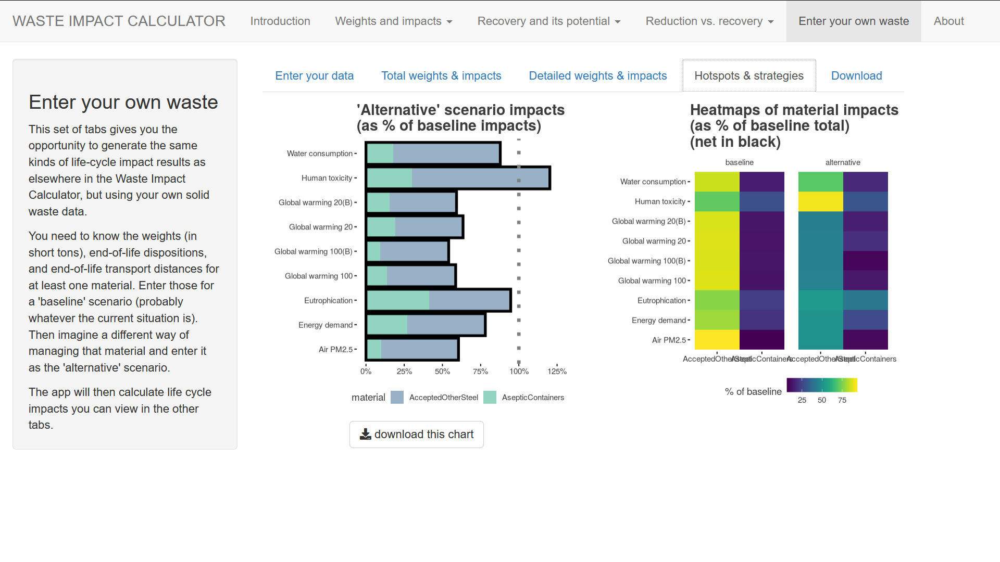 WASTE IMPACT CALCULATOR
Introduction
Weights and impacts
Recovery and its potential
Reduction vs. recovery
Enter your own waste
About
Enter your own waste
This set of tabs gives you the
opportunity to generate the same
kinds of life-cycle impact results as
elsewhere in the Waste Impact
Calculator, but using your own solid
waste data.
You need to know the weights (in
short tons), end-of-life dispositions,
and end-of-life transport distances for
at least one material. Enter those for
a 'baseline' scenario (probably
whatever the current situation is).
Then imagine a different way of
managing that material and enter it
as the 'alternative' scenario.
The app will then calculate life cycle
impacts you can view in the other
tabs.
Enter your data
Total weights & impacts
Detailed weights & impacts
Hotspots & strategies
Download
'Alternative' scenario impacts
(as % of baseline impacts)
Water consumption
Human toxicity
Global warming 20(B)
Global warming 20
Global warming 100(B)
Global warming 100
Eutrophication
Energy demand
Air PM2.5
0% 25% 50% 75% 100% 125%
material AcceptedOtherSteel AsepticContainers
download this chart
Heatmaps of material impacts
(as % of baseline total)
(net in black)
baseline alternative
Water consumption
Human toxicity
Global warming 20(B)
Global warming 20
Global warming 100(B)
Global warming 100
Eutrophication
Energy demand
Air PM2.5
AcceptedOtherSteel AsepticContainers AcceptedOtherSteel AsepticContainers
% of baseline
25 50 75